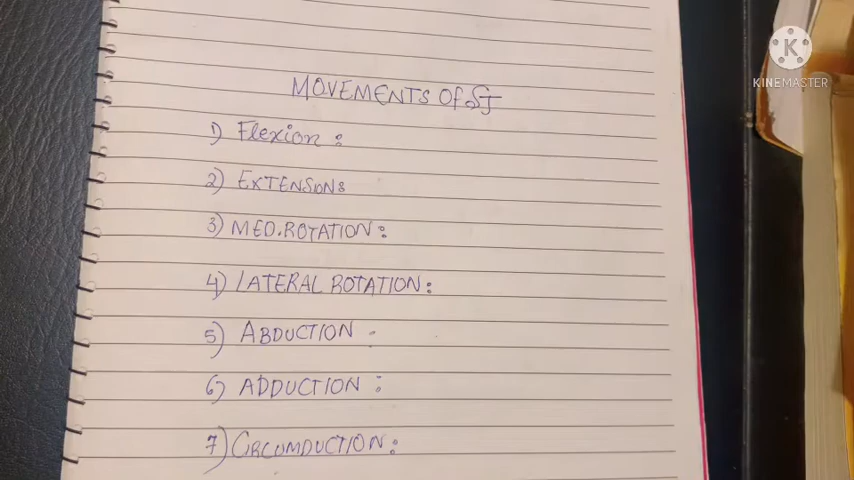 MOVEMENTS Of SJ
1) Flexion :
2) EXTENSION:
3) MED.ROTATION:
4) LATERAL ROTATION:
5) ABDUCTION :
6) ADDUCTION :
7) CIRCUMDUCTION:
K
KINEMASTER